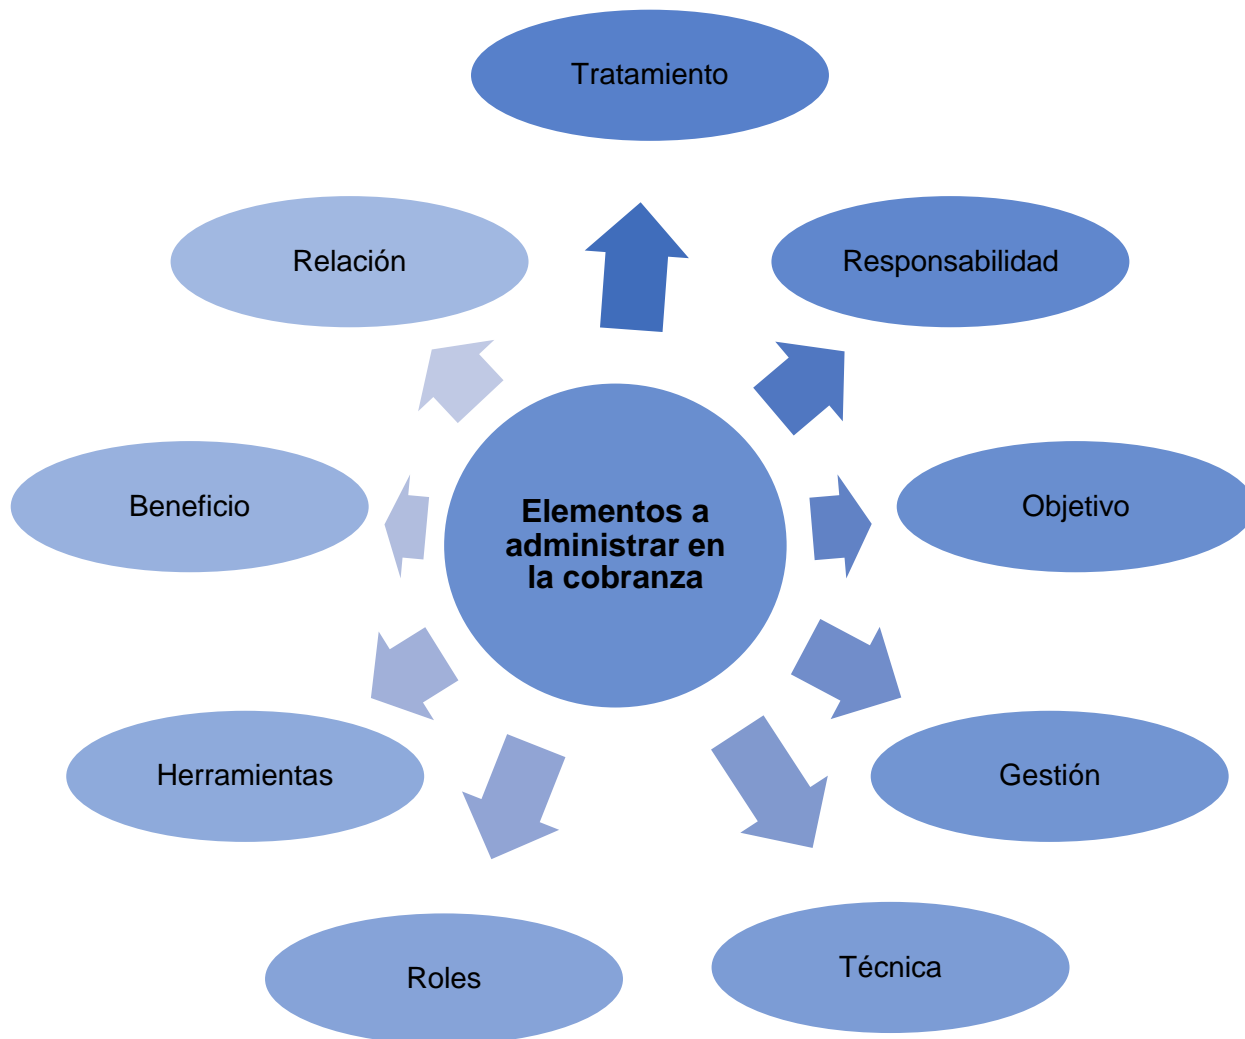 Tratamiento
Relación
Responsabilidad
Beneficio
Elementos a
administrar en
la cobranza
Objetivo
Herramientas
Gestión
Roles
Técnica